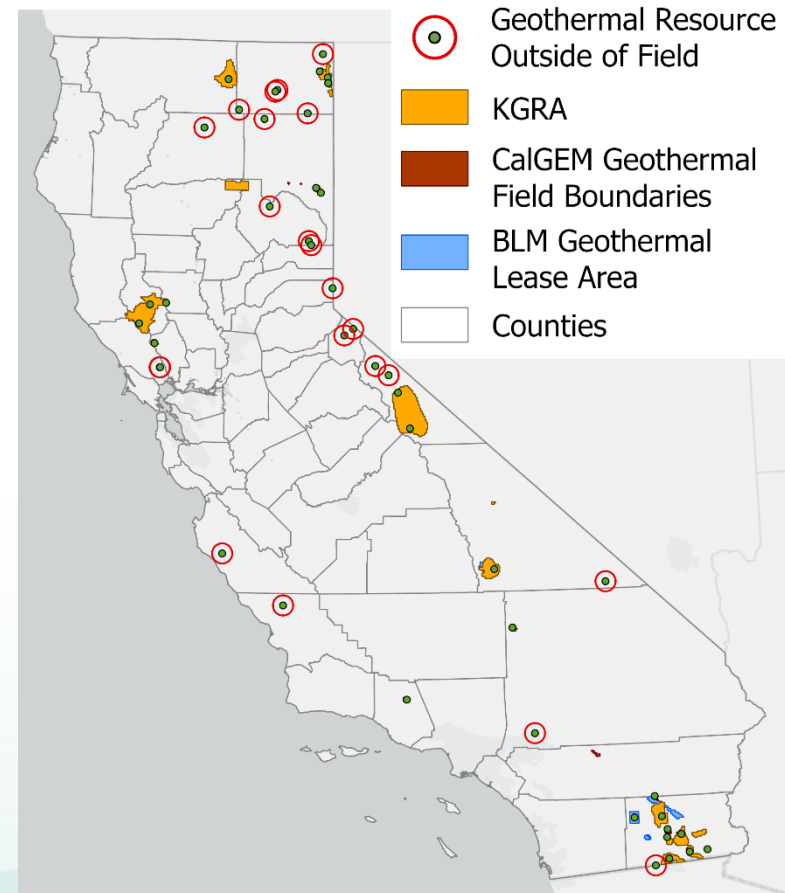 Geothermal Resource
Outside of Field
KGRA
CalGEM Geothermal
Field Boundaries
BLM Geothermal
Lease Area
Counties